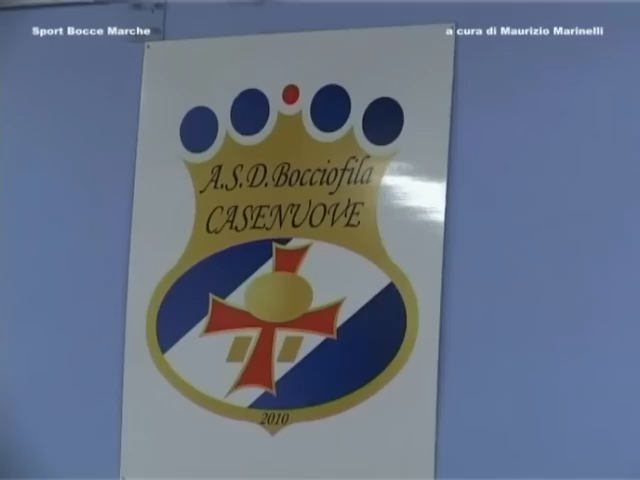 Sport Bocce Marche
a cura di Maurizio Marinelli
A.S.D. Bocciofila
CASENUOVE
2010